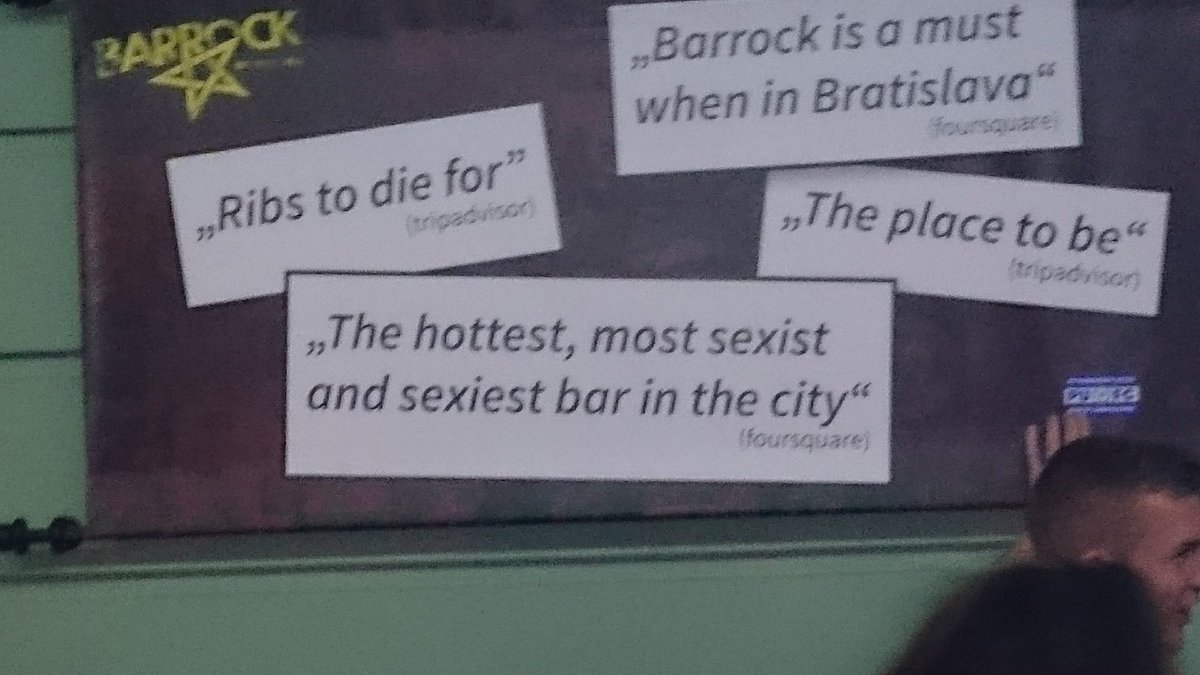 BARROCK
„Barrock is a must
when in Bratislava“
(foursquare)
„Ribs to die for”
(tripadvisor)
„The place to be“
(tripadvisor)
„The hottest, most sexist
and sexiest bar in the city“
(foursquare)